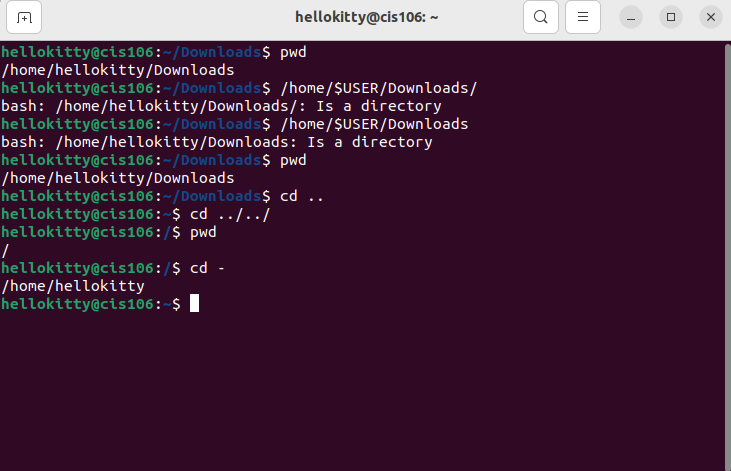 hellokitty@cis106: ~
hellokitty@cis106:~/Downloads$ pwd
/home/hellokitty/Downloads
hellokitty@cis106:~/Downloads$ /home/$USER/Downloads/
bash: /home/hellokitty/Downloads/: Is a directory
hellokitty@cis106:~/Downloads$ /home/$USER/Downloads
bash: /home/hellokitty/Downloads: Is a directory
hellokitty@cis106:~/Downloads$ pwd
/home/hellokitty/Downloads
hellokitty@cis106:~/Downloads$ cd ..
hellokitty@cis106:~$ cd ../../
hellokitty@cis106:/$ pwd
/
hellokitty@cis106:/$ cd -
/home/hellokitty
hellokitty@cis106:~$